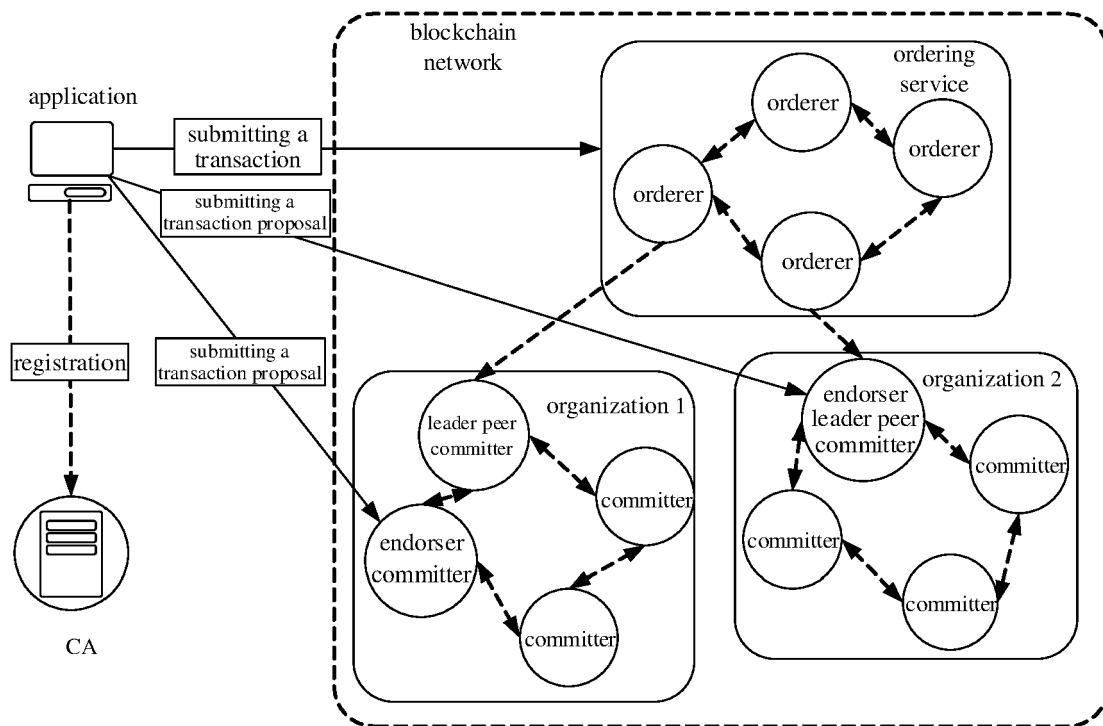 blockchain
network
ordering
service
application
orderer
submitting a
transaction
orderer
orderer
submitting a
transaction proposal
orderer
registration
submitting a
transaction proposal
organization 1
organization 2
endorser
leader peer
committer
leader peer
committer
committer
committer
endorser
committer
committer
committer
committer
CA